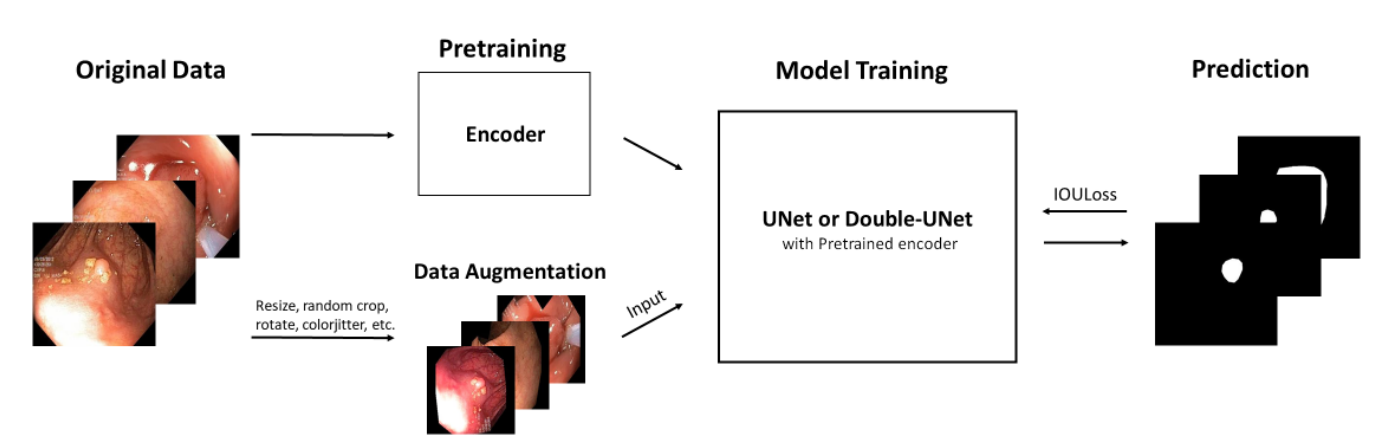 Original Data
Pretraining
Encoder
Resize, random crop,
rotate, colorjitter, etc.
Data Augmentation
Input
Model Training
UNet or Double-UNet
with Pretrained encoder
IOULoss
Prediction